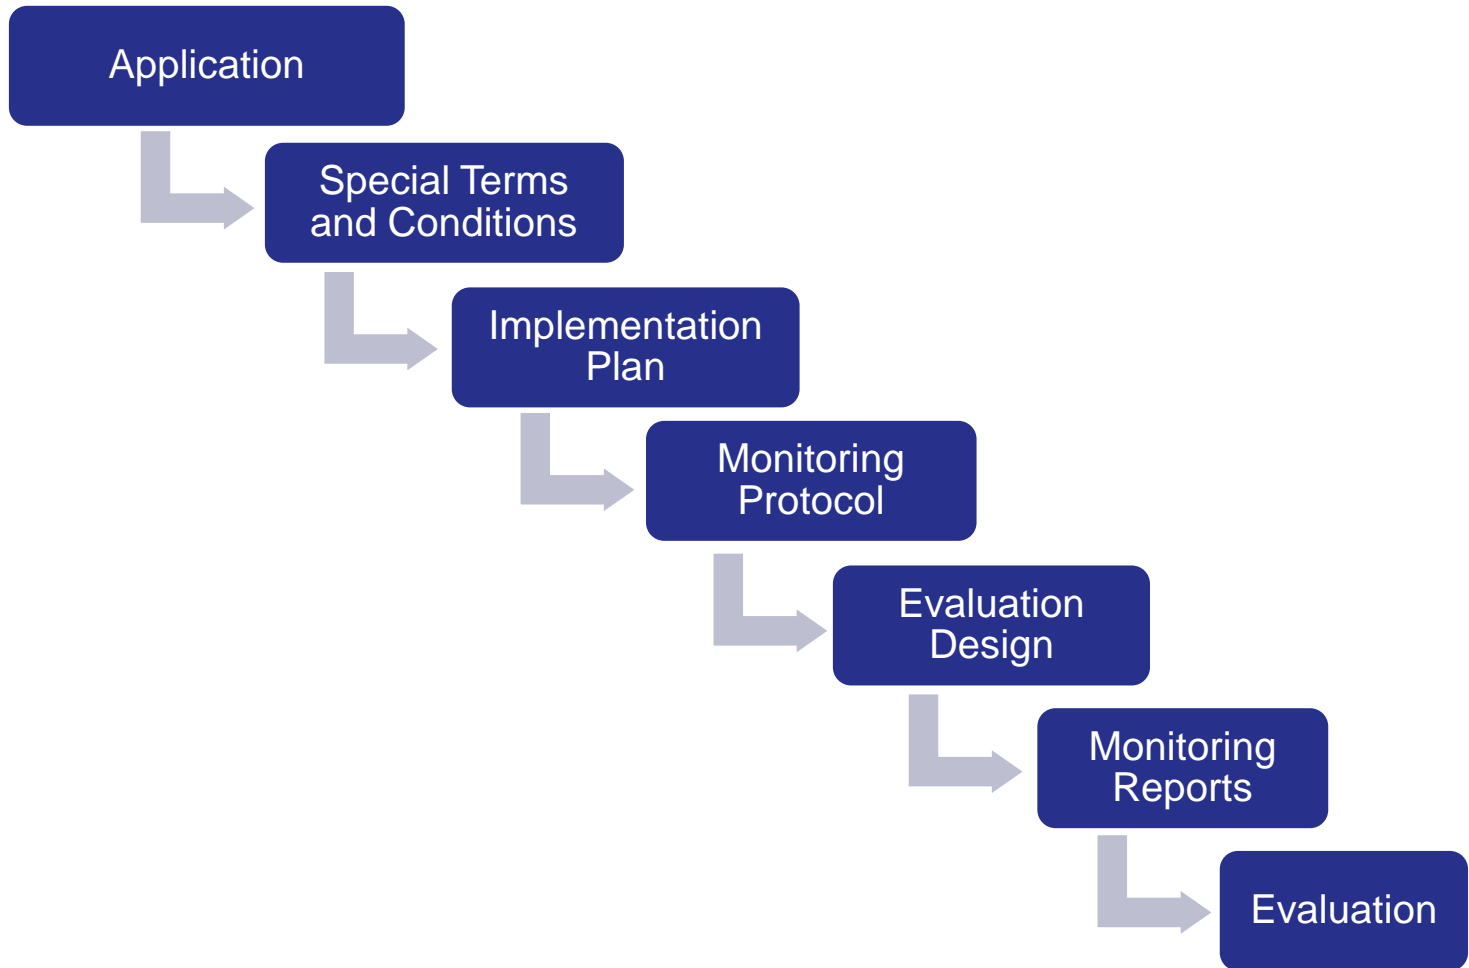 Application
Special Terms
and Conditions
Implementation
Plan
Monitoring
Protocol
Evaluation
Design
Monitoring
Reports
Evaluation